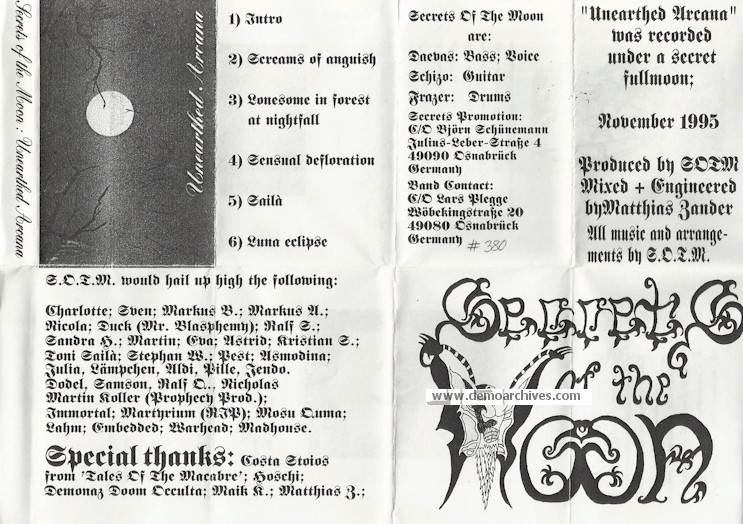 Secrets of the Moon : Unearthed Arcana
Unearthed Arcana
1) Intro
2) Screams of anguish
3) Lonesome in forest
at nightfall
4) Sensual defloration
5) Sailà
6) Luna eclipse
Secrets Of The Moon
are:
Daevas: Bass; Voice
Schizo: Guitar
Frazer: Drums
Secrets Promotion:
C/O Björn Schünemann
Julius-Leber-Straße 4
49090 Osnabrück
Germany
Band Contact:
C/O Lars Plegge
Wöbekingstraße 20
49080 Osnabrück
Germany # 380
"Unearthed Arcana"
was recorded
under a secret
fullmoon;
November 1995
Produced by SOTM
Mixed + Engineered
byMatthias Zander
All music and arrange-
ments by S.O.T.M.
S.O.T.M. would hail up high the following:
Charlotte; Sven; Markus B.; Markus A.;
Nicola; Duck (Mr. Blasphemy); Ralf S.;
Sandra H.; Martin; Eva; Astrid; Kristian S.;
Toni Sailà; Stephan W.; Pest; Asmodina;
Julia, Lämpchen, Aldi, Pille, Jendo.
Dodel, Samson, Ralf O.. Nicholas
Martin Koller (Prophecy Prod.);
Immortal; Martyrium (RIP); Mosu Quma;
Lahm; Embedded; Warhead; Madhouse.
Special thanks: Costa Stoios
from 'Tales Of The Macabre'; Hoschi;
Demonaz Doom Occulta; Maik K.; Matthias Z.;
Secrets
of the
Moon
www.demoarchives.com